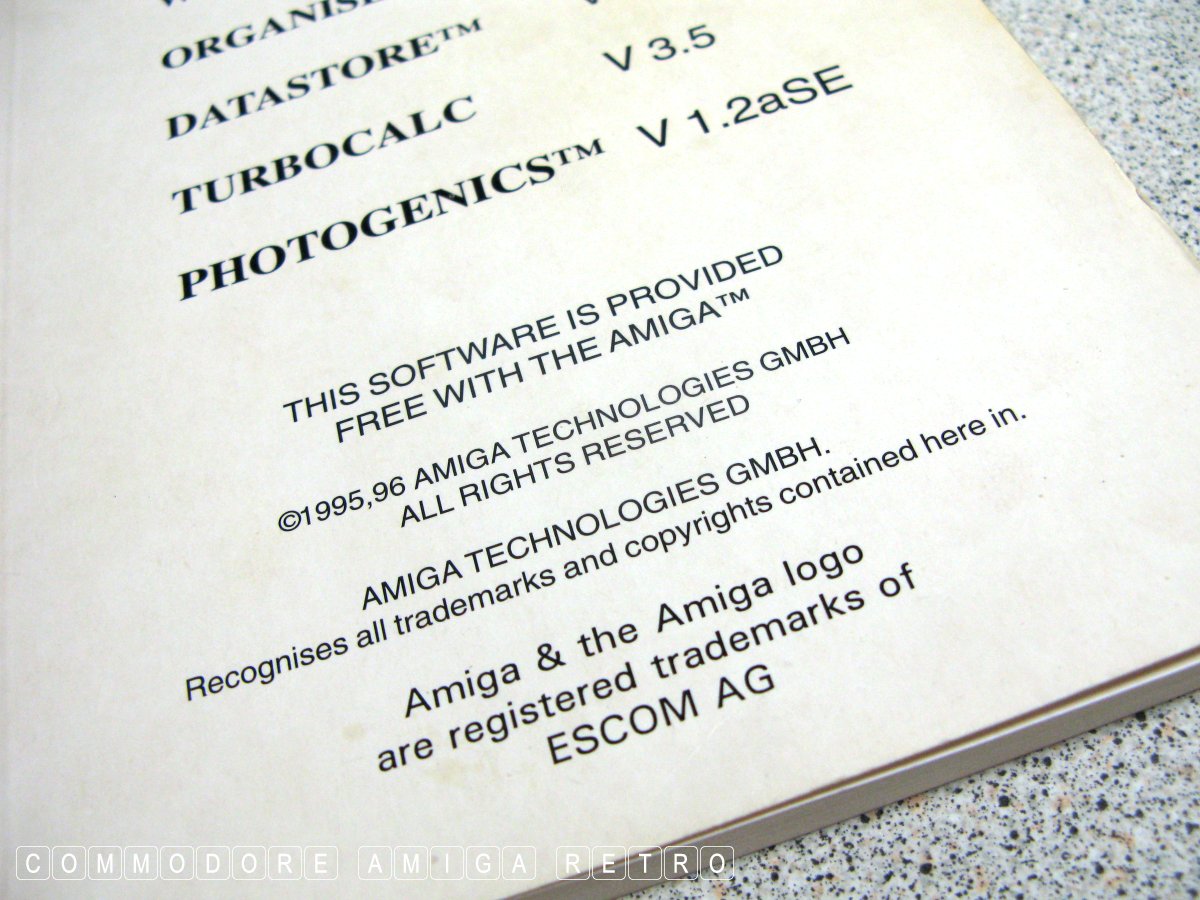 ORGANISE
DATASTORE™
TURBOCALC V 3.5
PHOTOGENICS™ V 1.2aSE
THIS SOFTWARE IS PROVIDED
FREE WITH THE AMIGA™
©1995,96 AMIGA TECHNOLOGIES GMBH
ALL RIGHTS RESERVED
AMIGA TECHNOLOGIES GMBH.
Recognises all trademarks and copyrights contained here in.
Amiga & the Amiga logo
are registered trademarks of
ESCOM AG
COMMODORE AMIGA RETRO